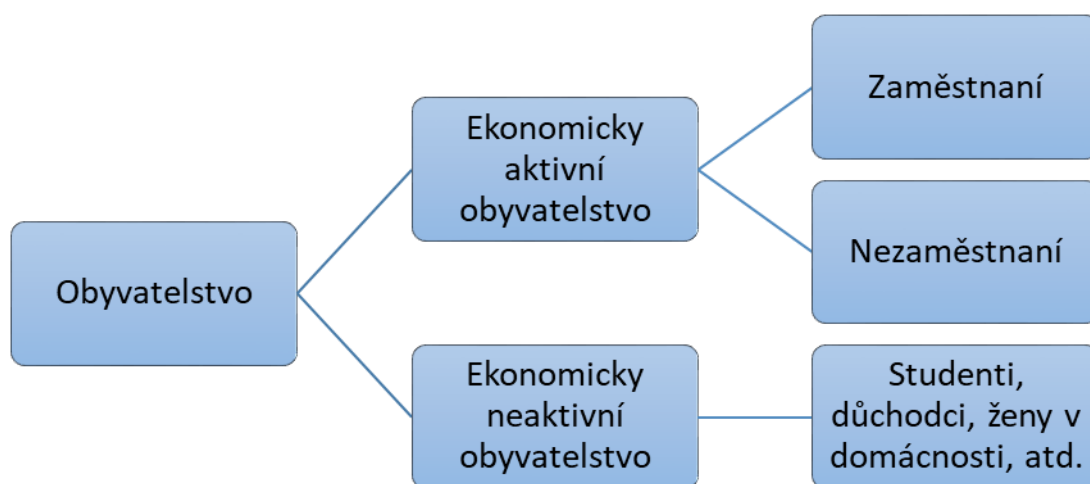 Obyvatelstvo
Ekonomicky
aktivní
obyvatelstvo
Zaměstnaní
Nezaměstnaní
Ekonomicky
neaktivní
obyvatelstvo
Studenti,
důchodci, ženy v
domácnosti, atd.